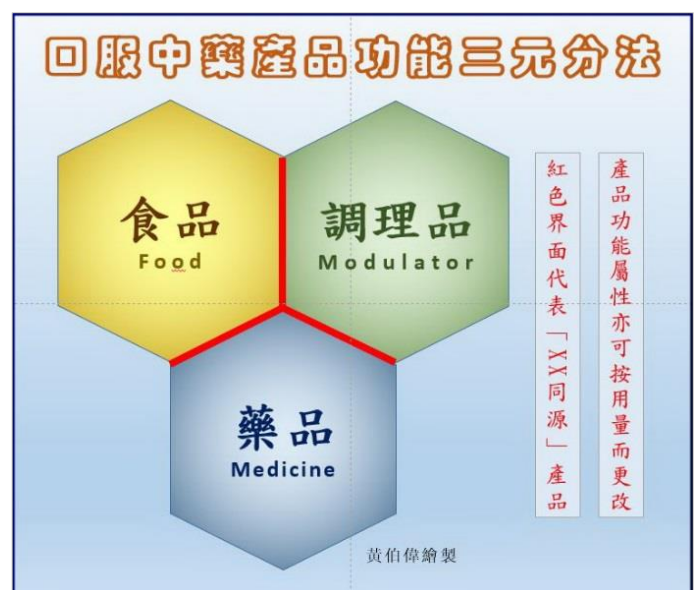 口服中藥產品功能三元分法
食品
Food
調理品
Modulator
藥品
Medicine
產品功能屬性亦可按用量而更改
紅色界面代表「XX同源」產品
黃伯偉繪製